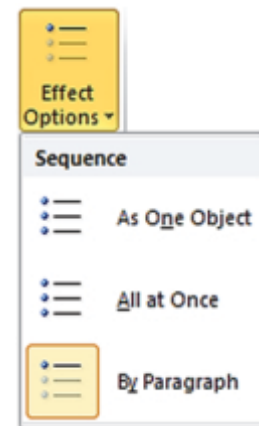 Effect
Options
Sequence
As One Object
All at Once
By Paragraph